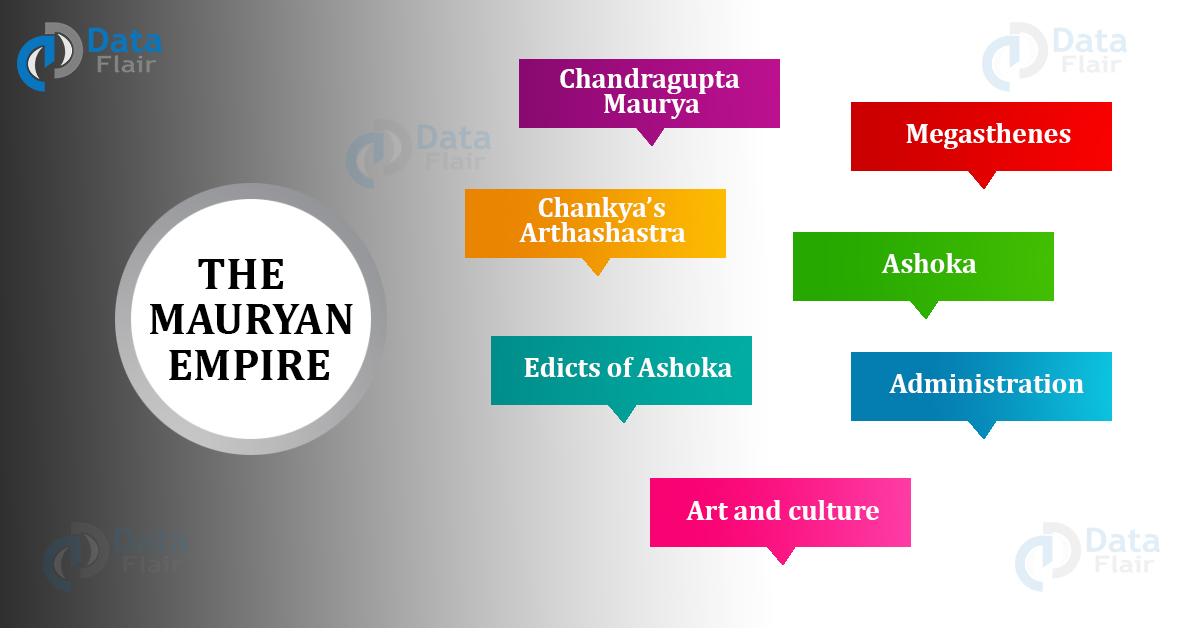 Data
Flair
Data
Flair
Data
Flair
Chandragupta
Maurya
Megasthenes
Chankya’s
Arthashastra
Ashoka
THE
MAURYAN
EMPIRE
Edicts of Ashoka
Administration
Art and culture
Data
Flair
Data
Flair